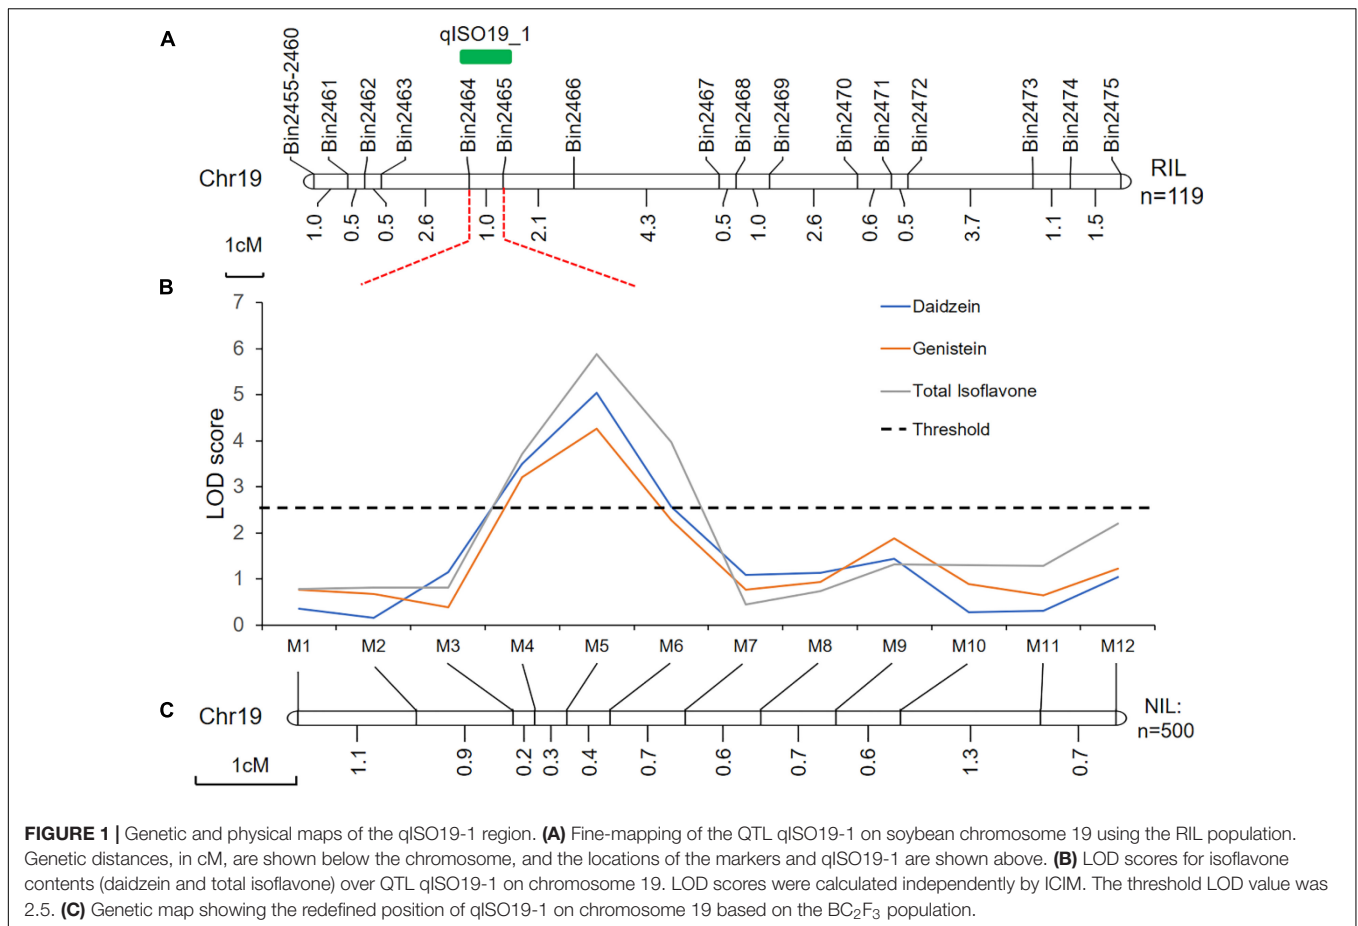 A
qISO19_1
Bin2455-2460
Bin2461
Bin2462
Bin2463
Bin2464
Bin2465
Bin2466
Bin2467
Bin2468
Bin2469
Bin2470
Bin2471
Bin2472
Bin2473
Bin2474
Bin2475
Chr19
RIL
n=119
1.0
0.5
0.5
2.6
1.0
2.1
4.3
0.5
1.0
2.6
0.6
0.5
3.7
1.1
1.5
1cM
B
LOD score
7
6
5
4
3
2
1
0
Daidzein
Genistein
Total Isoflavone
Threshold
M1 M2 M3 M4 M5 M6 M7 M8 M9 M10 M11 M12
C
Chr19
NIL:
n=500
1.1
0.9
0.2
0.3
0.4
0.7
0.6
0.7
0.6
1.3
0.7
1cM
FIGURE 1 | Genetic and physical maps of the qISO19-1 region. (A) Fine-mapping of the QTL qISO19-1 on soybean chromosome 19 using the RIL population.
Genetic distances, in cM, are shown below the chromosome, and the locations of the markers and qISO19-1 are shown above. (B) LOD scores for isoflavone
contents (daidzein and total isoflavone) over QTL qISO19-1 on chromosome 19. LOD scores were calculated independently by ICIM. The threshold LOD value was
2.5. (C) Genetic map showing the redefined position of qISO19-1 on chromosome 19 based on the BC2F3 population.